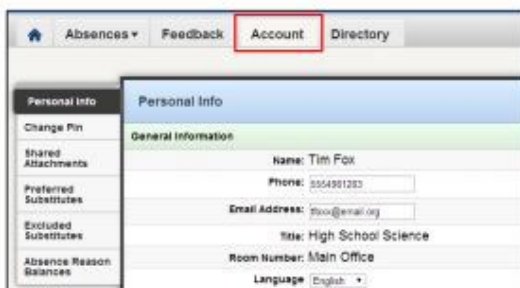 Absences Feedback Account Directory
Personal Info
Change Pin
Shared
Attachments
Preferred
Substitutes
Excluded
Substitutes
Absence Reason
Balances
Personal Info
General Information
Name: Tim Fox
Phone: 5554981283
Email Address: tfoxx@email.org
Title: High School Science
Room Number: Main Office
Language English